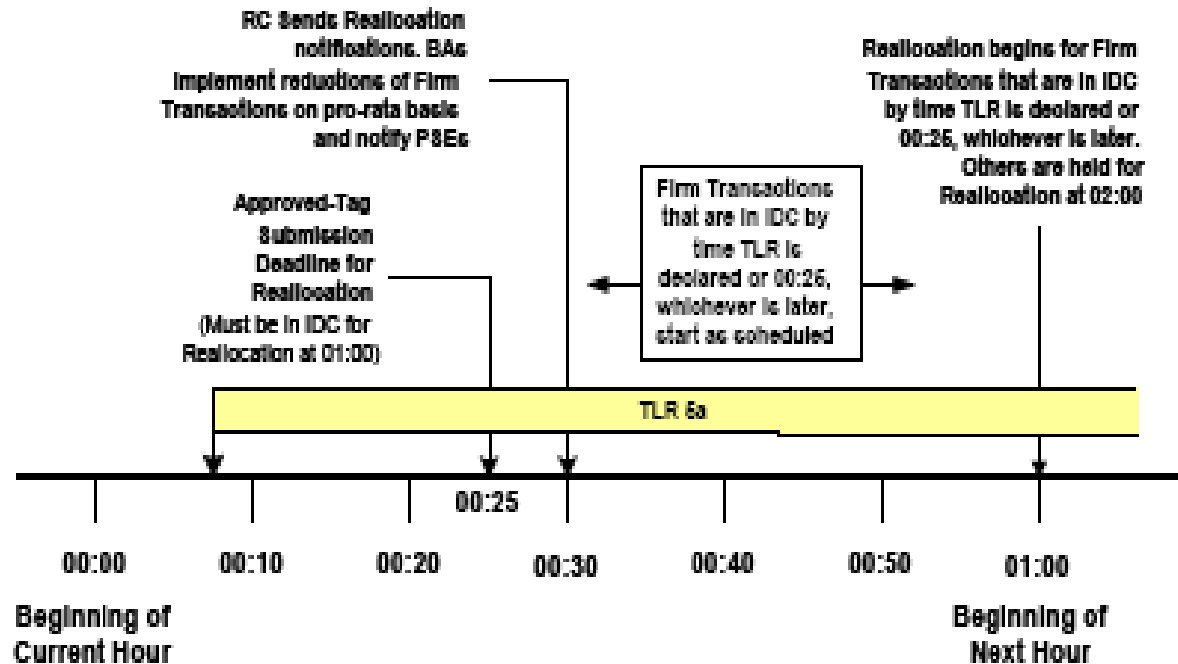 RC Sends Reallocation
notifications. BAs
Implement reductions of Firm
Transactions on pro-rata basis
and notify PSEs
Reallocation begins for Firm
Transactions that are in IDC
by time TLR is declared or
00:25, whichever is later.
Others are held for
Reallocation at 02:00
Approved-Tag
Submission
Deadline for
Reallocation
(Must be in IDC for
Reallocation at 01:00)
Firm Transactions
that are in IDC by
time TLR is
declared or 00:25,
whichever is later,
start as scheduled
TLR 5a
00:25
00:00
00:10
00:20
00:30
00:40
00:50
01:00
Beginning of
Current Hour
Beginning of
Next Hour